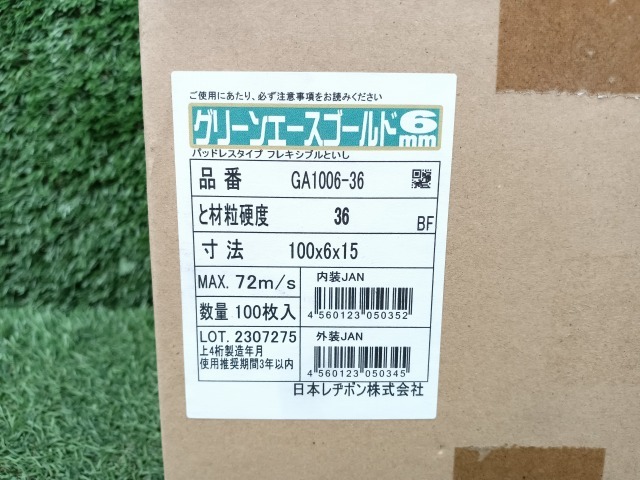 ご使用にあたり、必ず注意事項をお読みください
グリーンエースゴールド6mm
パッドレスタイプ フレキシブルといし
品番 GA1006-36
と材粒硬度 36 BF
寸法 100x6x15
MAX. 72m/s
数量 100枚入
内装JAN
4 560123 050352
LOT. 2307275
上4桁製造年月
使用推奨期間3年以内
外装JAN
4 560123 050345
日本レヂボン株式会社